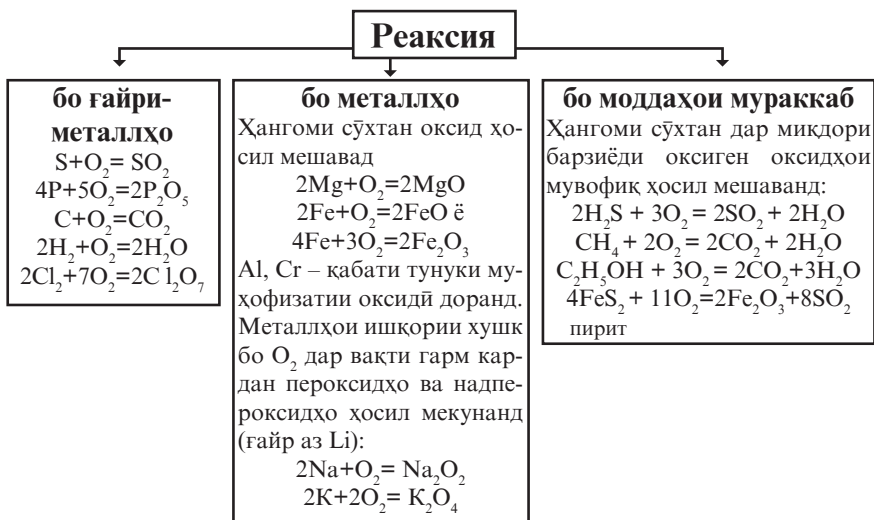 Реаксия
бо ғайри-
металлҳо
S+O₂= SO₂
4P+5O₂=2P₂O₅
C+O₂=CO₂
2H₂+O₂=2H₂O
2Cl₂+7O₂=2C l₂O₇
бо металлҳо
Ҳангоми сӯхтан оксид ҳо-
сил мешавад
2Mg+O₂=2MgO
2Fe+O₂=2FeO ё
4Fe+3O₂=2Fe₂O₃
Al, Cr – қабати тунуки му-
ҳофизатии оксидӣ доранд.
Металлҳои ишқории хушк
бо O₂ дар вақти гарм кар-
дан пероксидҳо ва надпе-
роксидҳо ҳосил мекунанд
(ғайр аз Li):
2Na+O₂= Na₂O₂
2K+2O₂= K₂O₄
бо моддаҳои мураккаб
Ҳангоми сӯхтан дар миқдори
барзиёди оксиген оксидҳои
мувофиқ ҳосил мешаванд:
2H₂S + 3O₂ = 2SO₂ + 2H₂O
CH₄ + 2O₂ = 2CO₂ + 2H₂O
C₂H₅OH + 3O₂ = 2CO₂+3H₂O
4FeS₂ + 11O₂=2Fe₂O₃+8SO₂
пирит